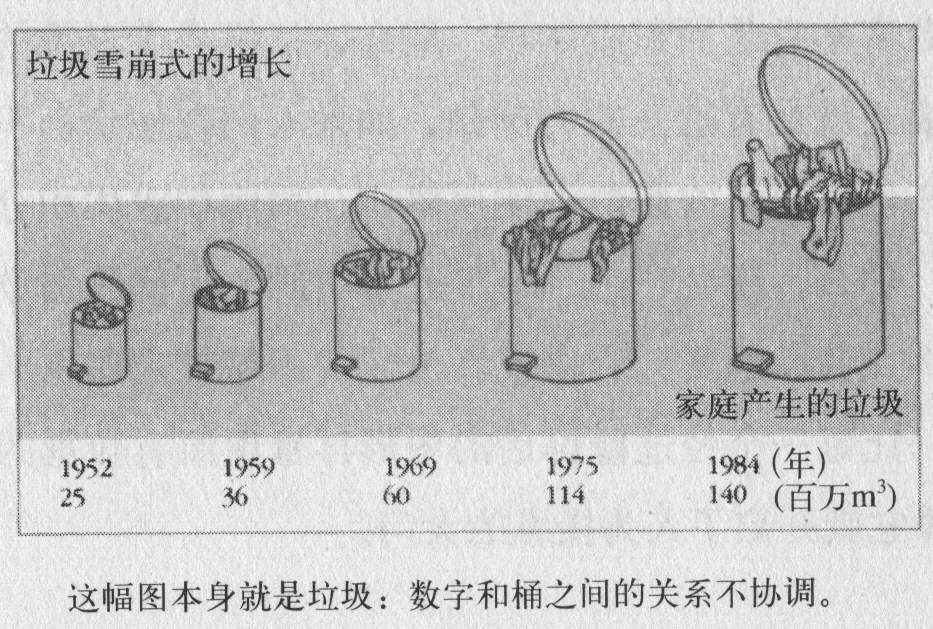 垃圾雪崩式的增长
家庭产生的垃圾
1952 1959 1969 1975 1984 (年)
25 36 60 114 140 (百万m³)
这幅图本身就是垃圾：数字和桶之间的关系不协调。